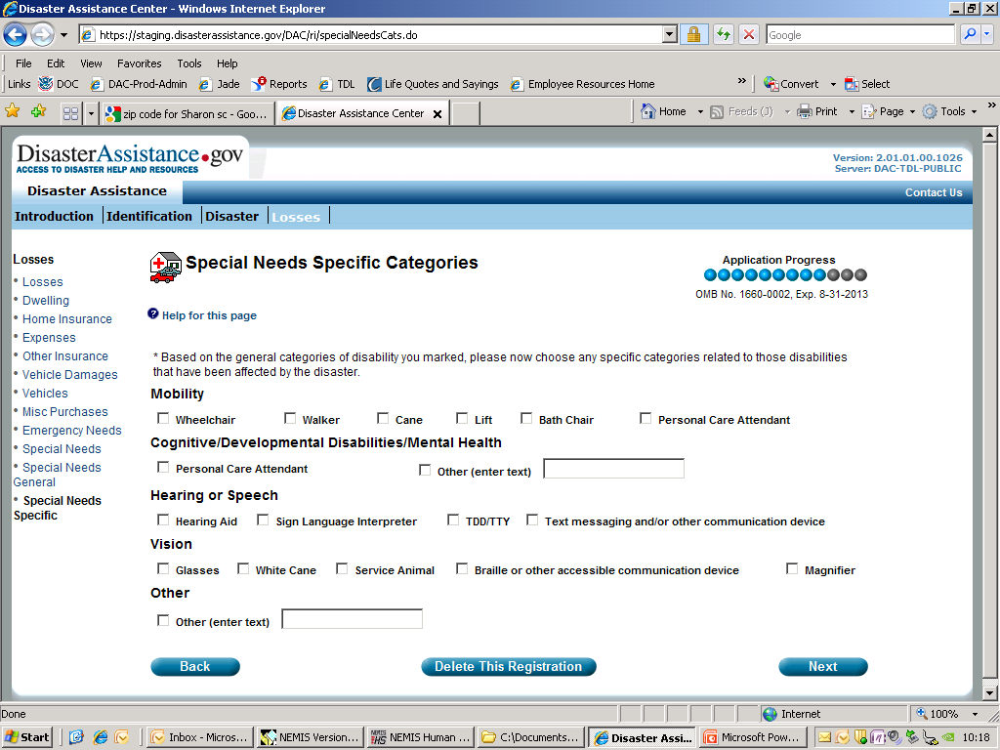 Disaster Assistance Center - Windows Internet Explorer
https://staging.disasterassistance.gov/DAC/ri/specialNeedsCats.do
Google
File Edit View Favorites Tools Help
Links DOC DAC-Prod-Admin Jade Reports TDL Life Quotes and Sayings Employee Resources Home » Convert Select
zip code for Sharon sc - Goo... Disaster Assistance Center Home Feeds (J) Print Page Tools »
DisasterAssistance.gov
ACCESS TO DISASTER HELP AND RESOURCES
Version: 2.01.01.00.1026
Server: DAC-TDL-PUBLIC
Disaster Assistance
Contact Us
Introduction Identification Disaster Losses
Losses
• Losses
• Dwelling
• Home Insurance
• Expenses
• Other Insurance
• Vehicle Damages
• Vehicles
• Misc Purchases
• Emergency Needs
• Special Needs
• Special Needs
General
• Special Needs
Specific
Special Needs Specific Categories
Application Progress
OMB No. 1660-0002, Exp. 8-31-2013
? Help for this page
* Based on the general categories of disability you marked, please now choose any specific categories related to those disabilities
that have been affected by the disaster.
Mobility
Wheelchair Walker Cane Lift Bath Chair Personal Care Attendant
Cognitive/Developmental Disabilities/Mental Health
Personal Care Attendant Other (enter text)
Hearing or Speech
Hearing Aid Sign Language Interpreter TDD/TTY Text messaging and/or other communication device
Vision
Glasses White Cane Service Animal Braille or other accessible communication device Magnifier
Other
Other (enter text)
Back Delete This Registration Next
Done Internet 100%
Start Inbox - Micros... NEMIS Version... NEMIS Human ... C:\Documents... Disaster Assi... Microsoft Pow... 10:18